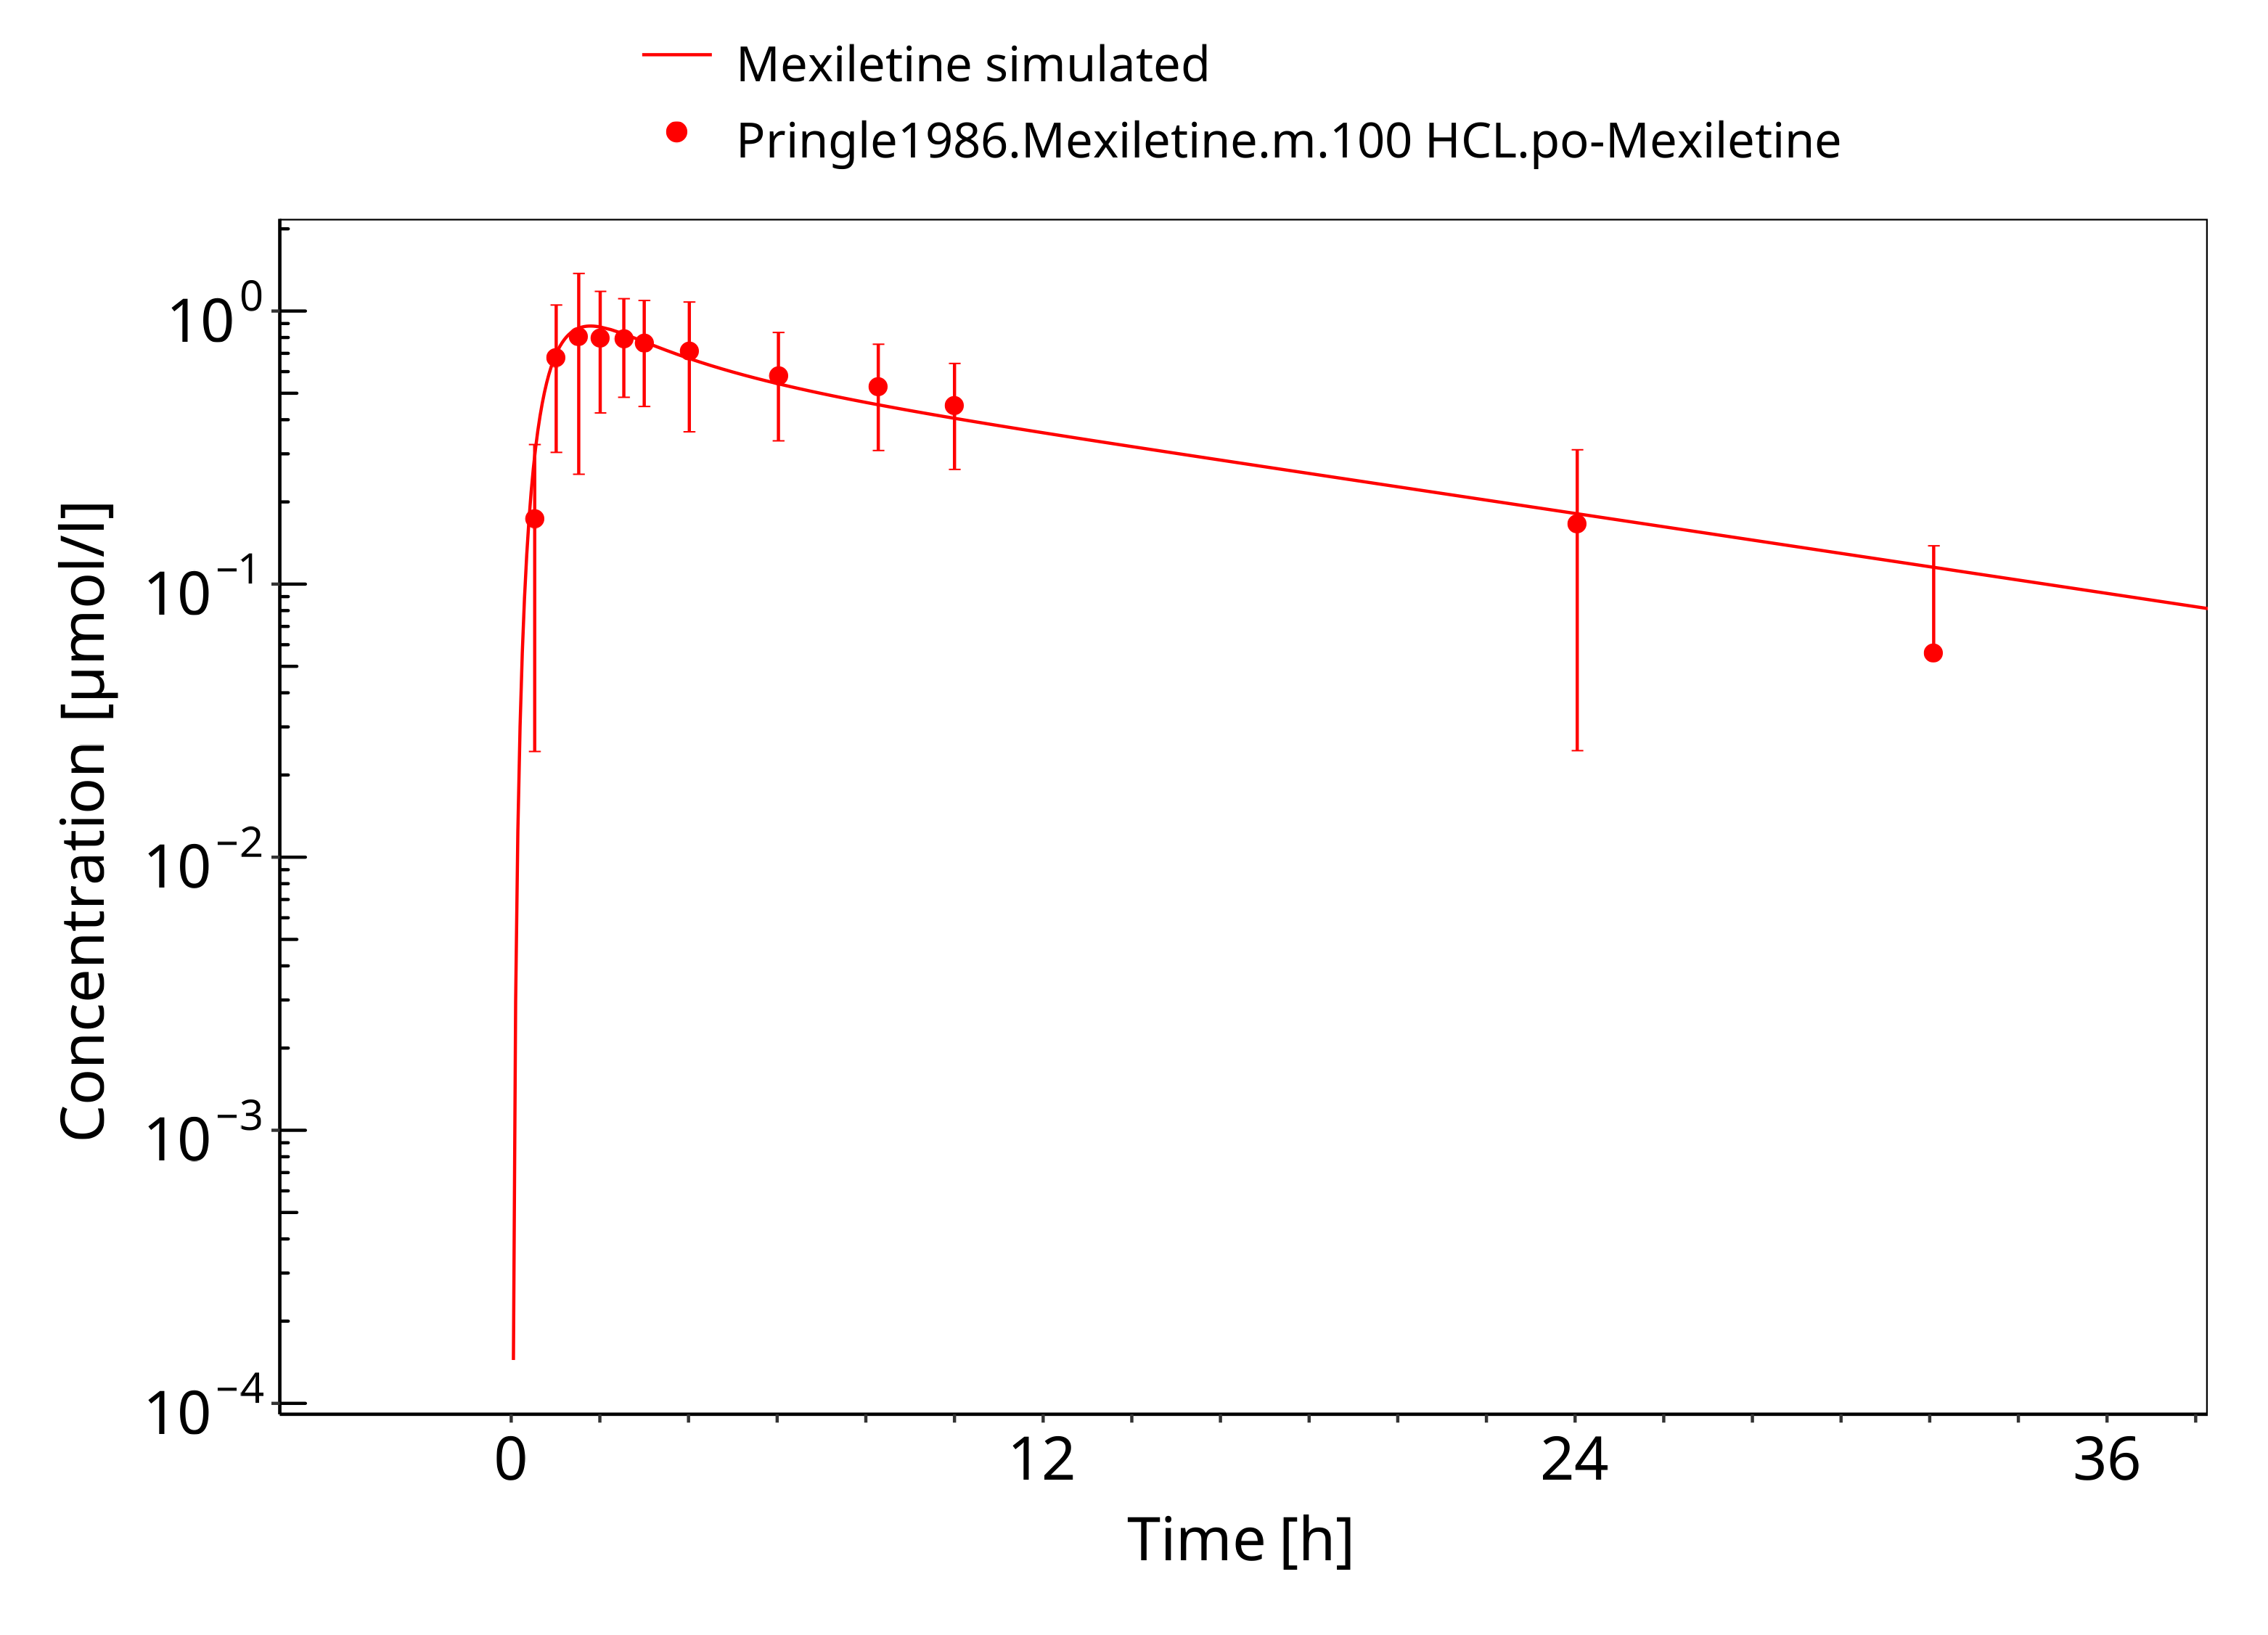 Mexiletine simulated
Pringle1986.Mexiletine.m.100 HCL.po-Mexiletine
Concentration [µmol/l]
10^0
10^−1
10^−2
10^−3
10^−4
0 12 24 36
Time [h]